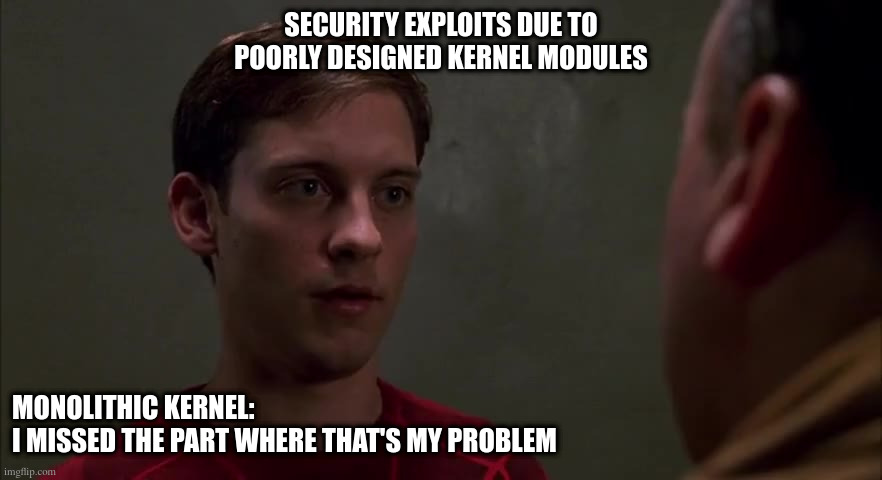 SECURITY EXPLOITS DUE TO
POORLY DESIGNED KERNEL MODULES
MONOLITHIC KERNEL:
I MISSED THE PART WHERE THAT'S MY PROBLEM
imgflip.com